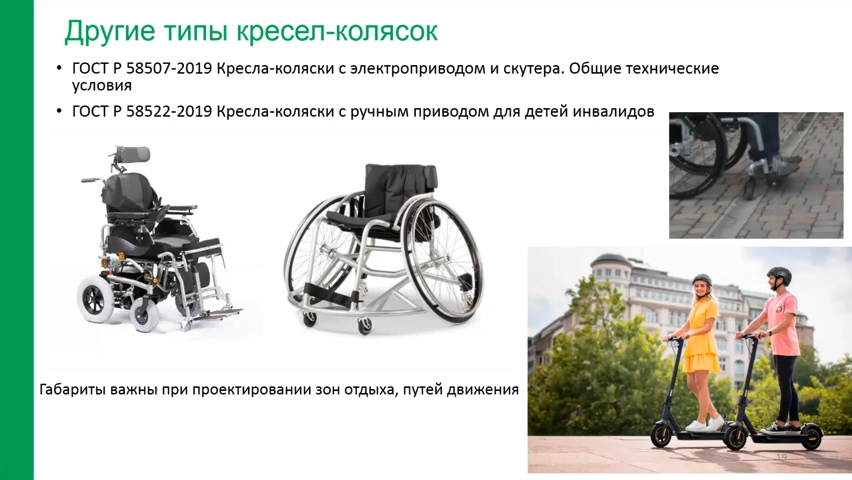 Другие типы кресел-колясок
• ГОСТ Р 58507-2019 Кресла-коляски с электроприводом и скутера. Общие технические
условия
• ГОСТ Р 58522-2019 Кресла-коляски с ручным приводом для детей инвалидов
Габариты важны при проектировании зон отдыха, путей движения